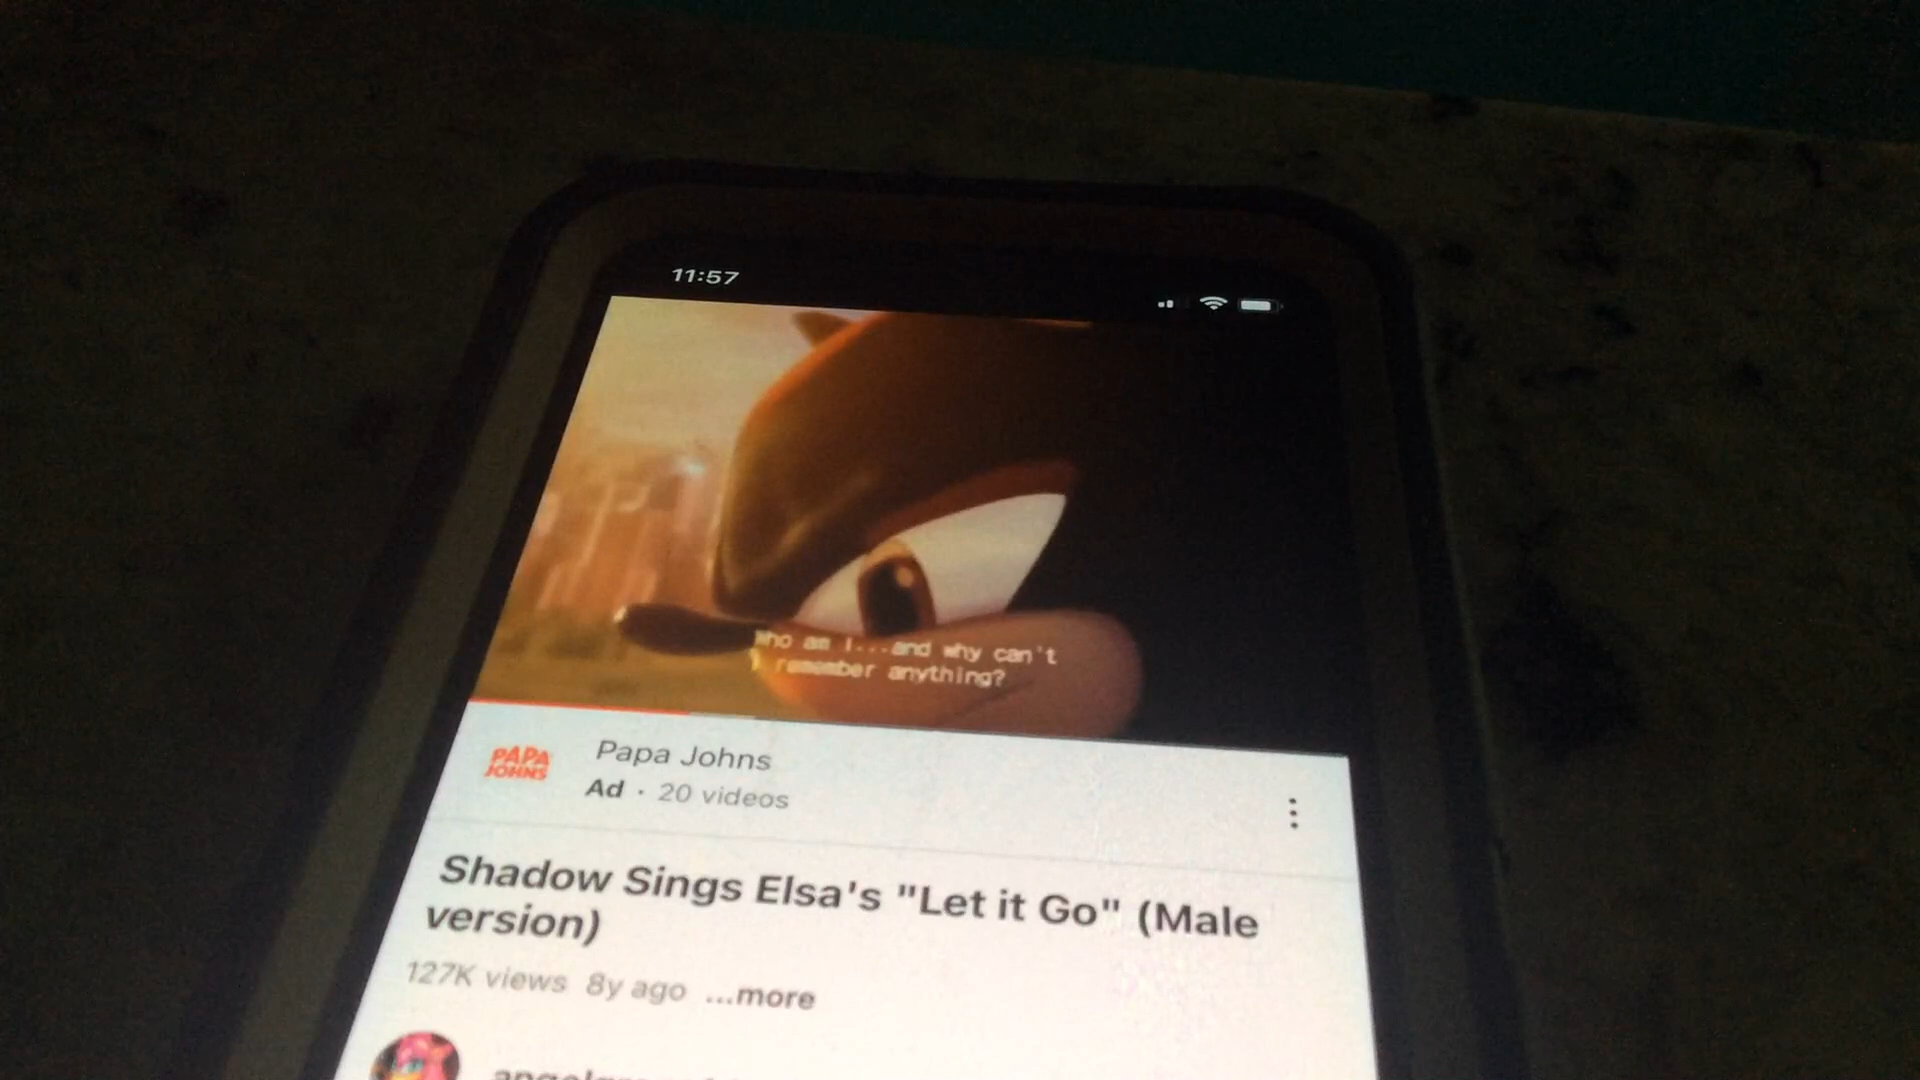 11:57
Who am I...and why can't
I remember anything?
PAPA
JOHNS
Papa Johns
Ad · 20 videos
Shadow Sings Elsa's "Let it Go" (Male
version)
127K views 8y ago ...more